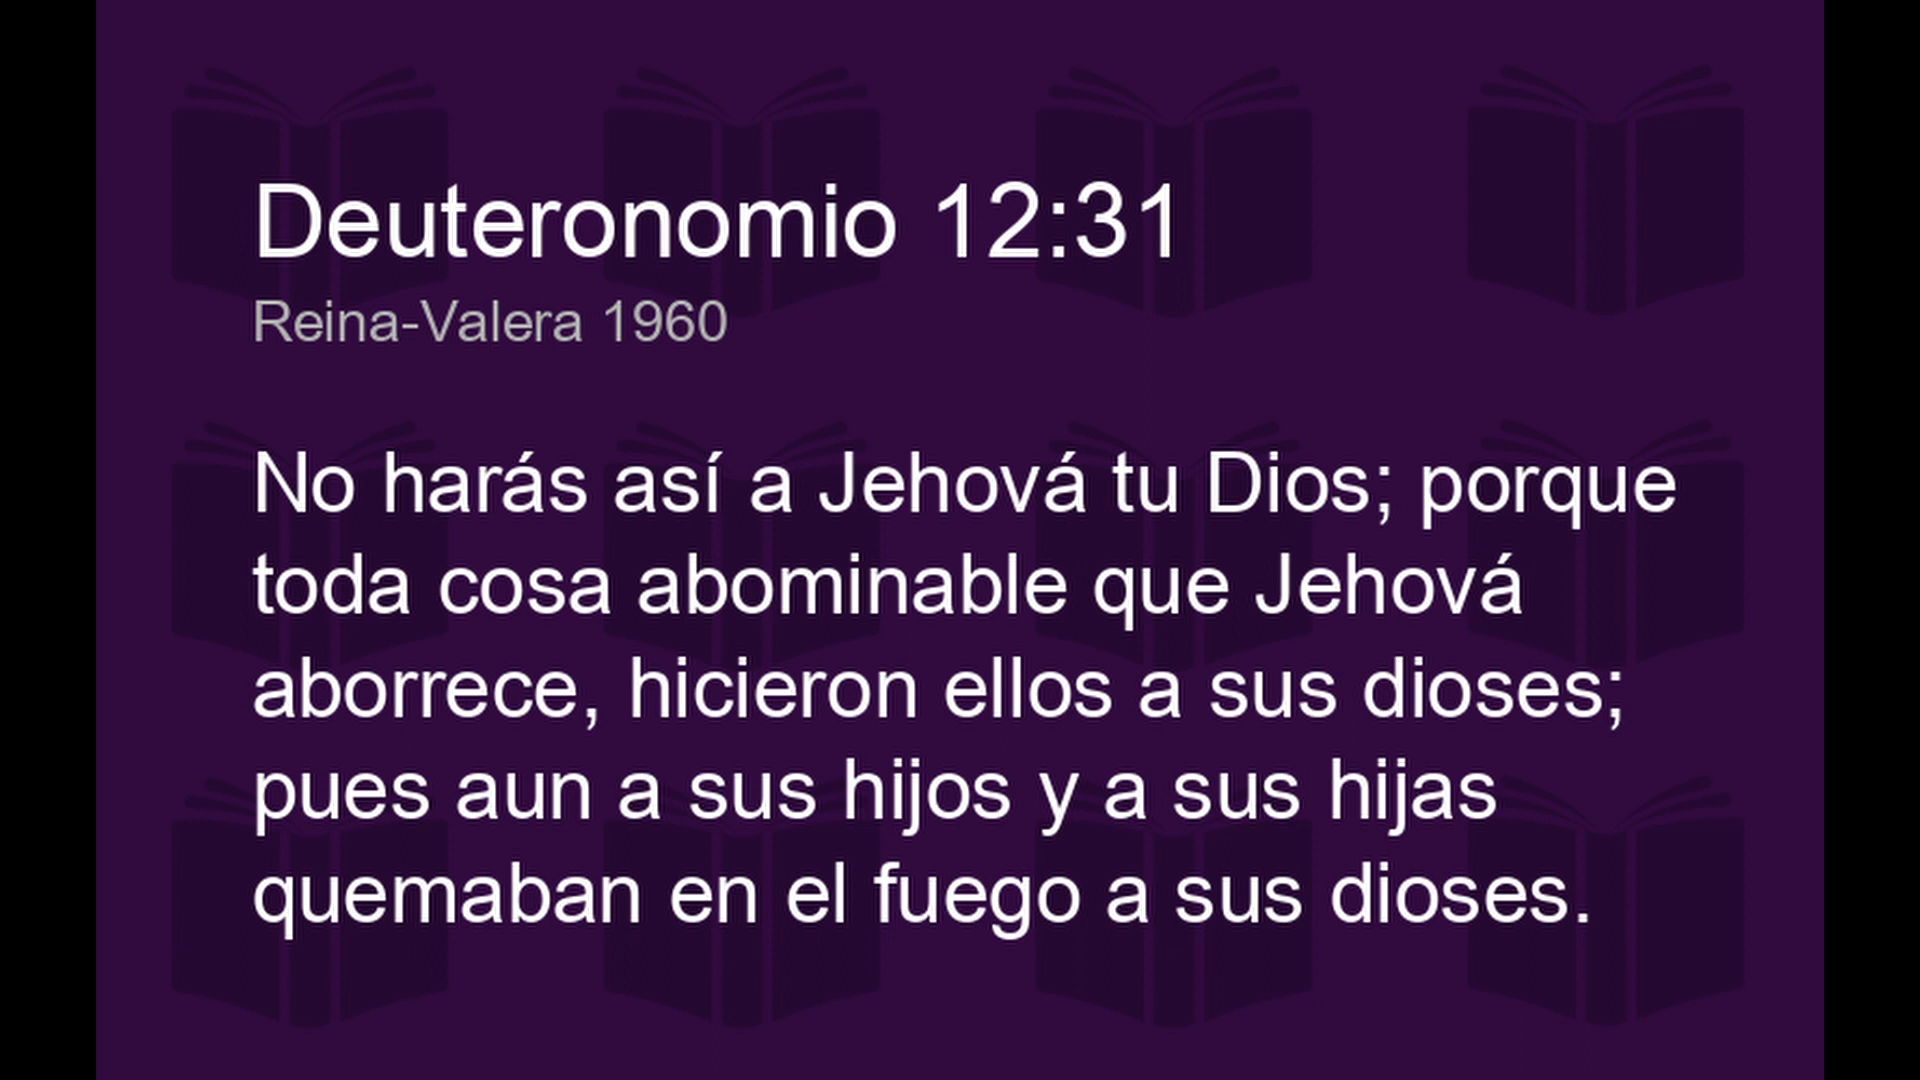 Deuteronomio 12:31
Reina-Valera 1960
No harás así a Jehová tu Dios; porque
toda cosa abominable que Jehová
aborrece, hicieron ellos a sus dioses;
pues aun a sus hijos y a sus hijas
quemaban en el fuego a sus dioses.